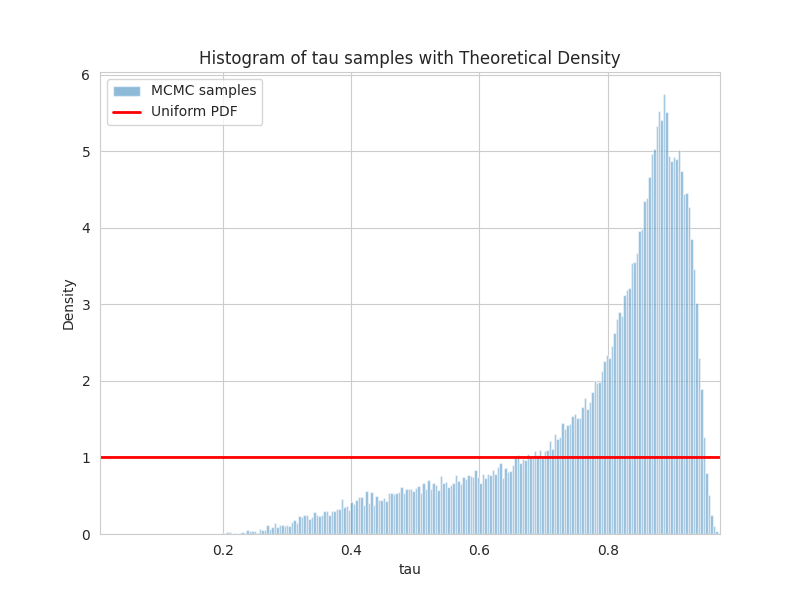 Histogram of tau samples with Theoretical Density
MCMC samples
Uniform PDF
6
5
4
3
2
1
0
Density
0.2
0.4
0.6
0.8
tau